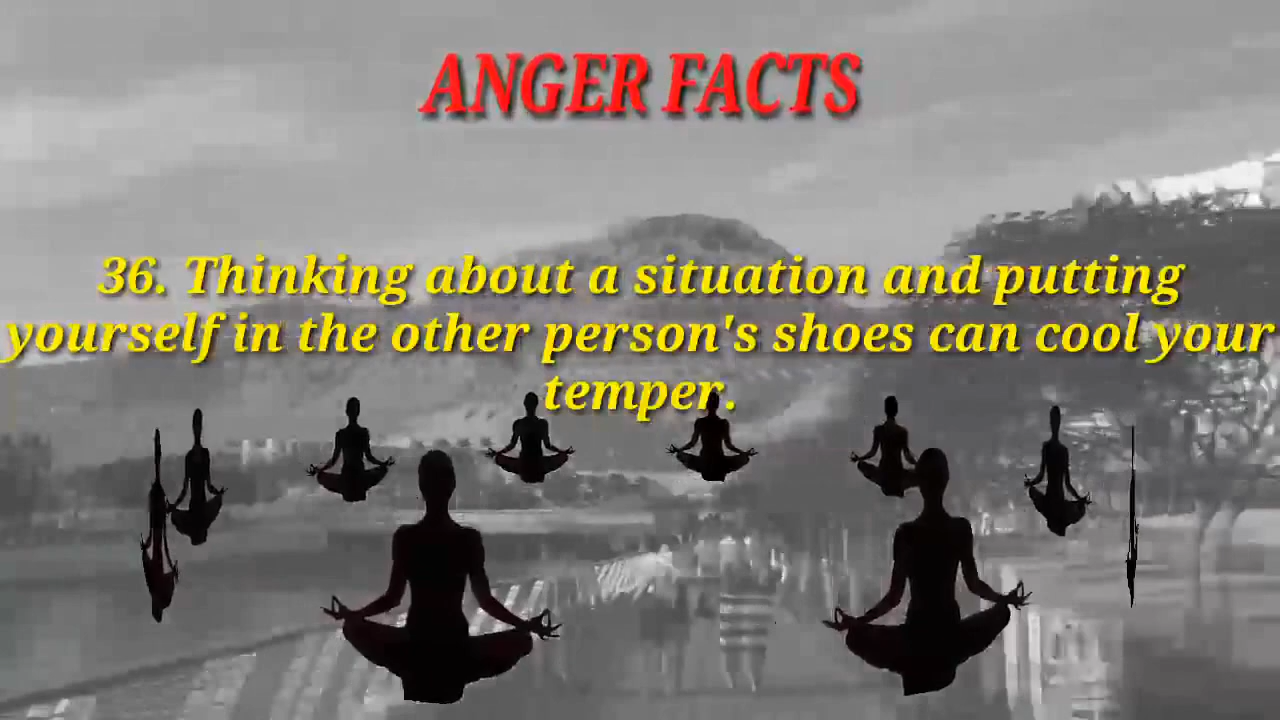 ANGER FACTS
36. Thinking about a situation and putting
yourself in the other person's shoes can cool your
temper.